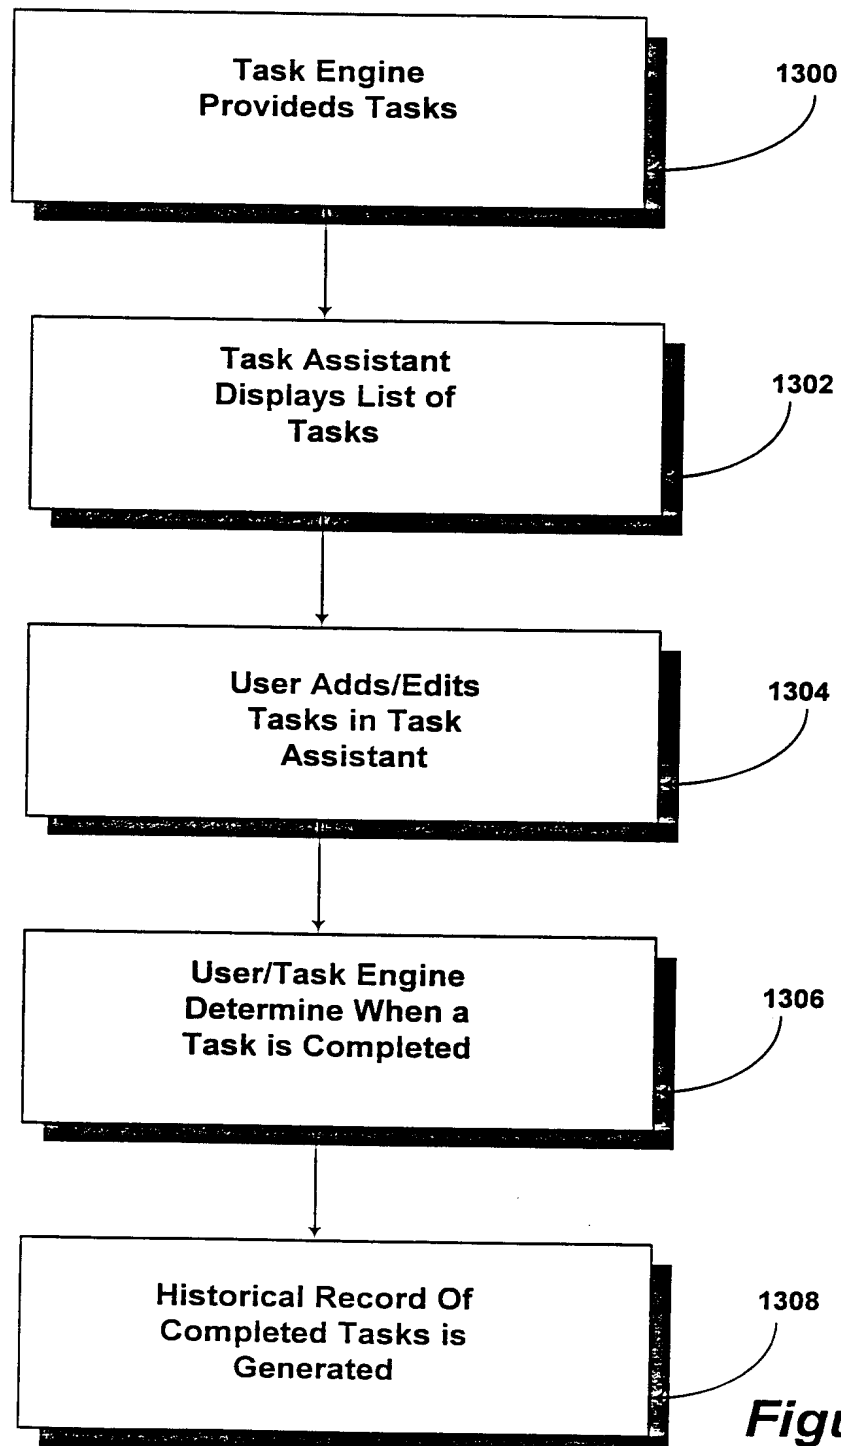 Task Engine
Provideds Tasks
1300
Task Assistant
Displays List of
Tasks
1302
User Adds/Edits
Tasks in Task
Assistant
1304
User/Task Engine
Determine When a
Task is Completed
1306
Historical Record Of
Completed Tasks is
Generated
1308
Figu